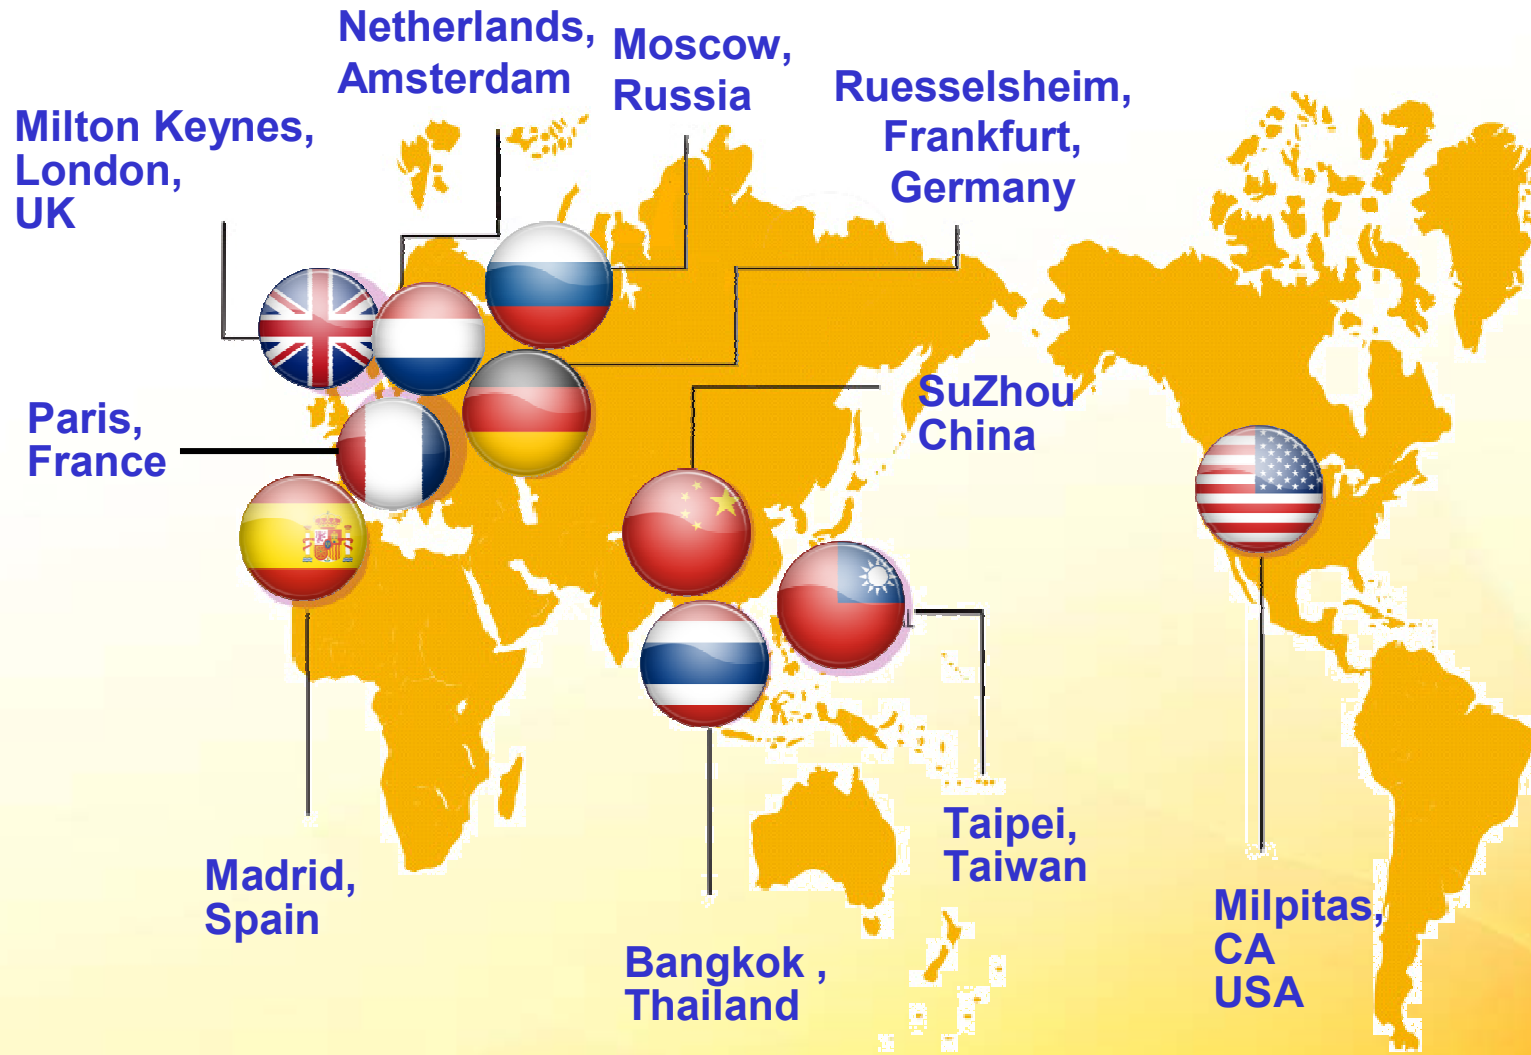 Netherlands,
Amsterdam
Moscow,
Russia
Ruesselsheim,
Frankfurt,
Germany
Milton Keynes,
London,
UK
Paris,
France
SuZhou
China
Taipei,
Taiwan
Madrid,
Spain
Bangkok ,
Thailand
Milpitas,
CA
USA